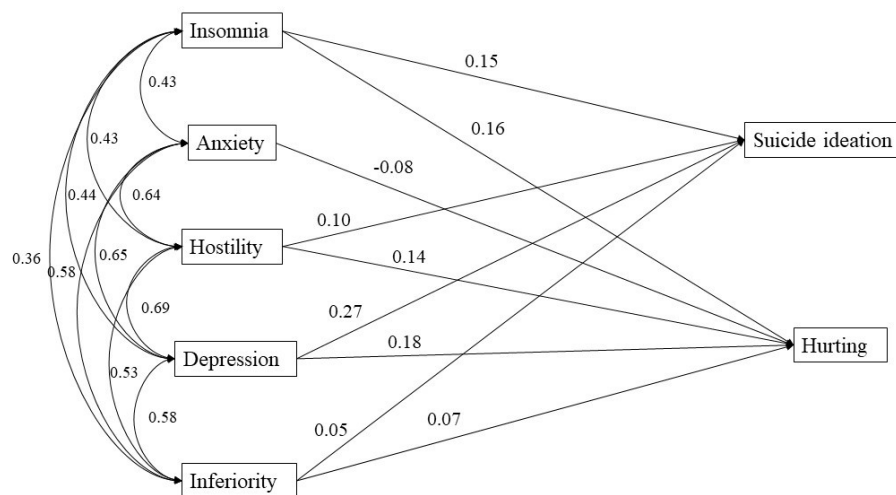 Insomnia
0.15
0.43
0.16
0.43
Anxiety
Suicide ideation
-0.08
0.44
0.64
0.10
Hostility
0.14
0.36
0.58
0.65
0.69
0.27
0.18
Hurting
Depression
0.53
0.58
0.05
0.07
Inferiority